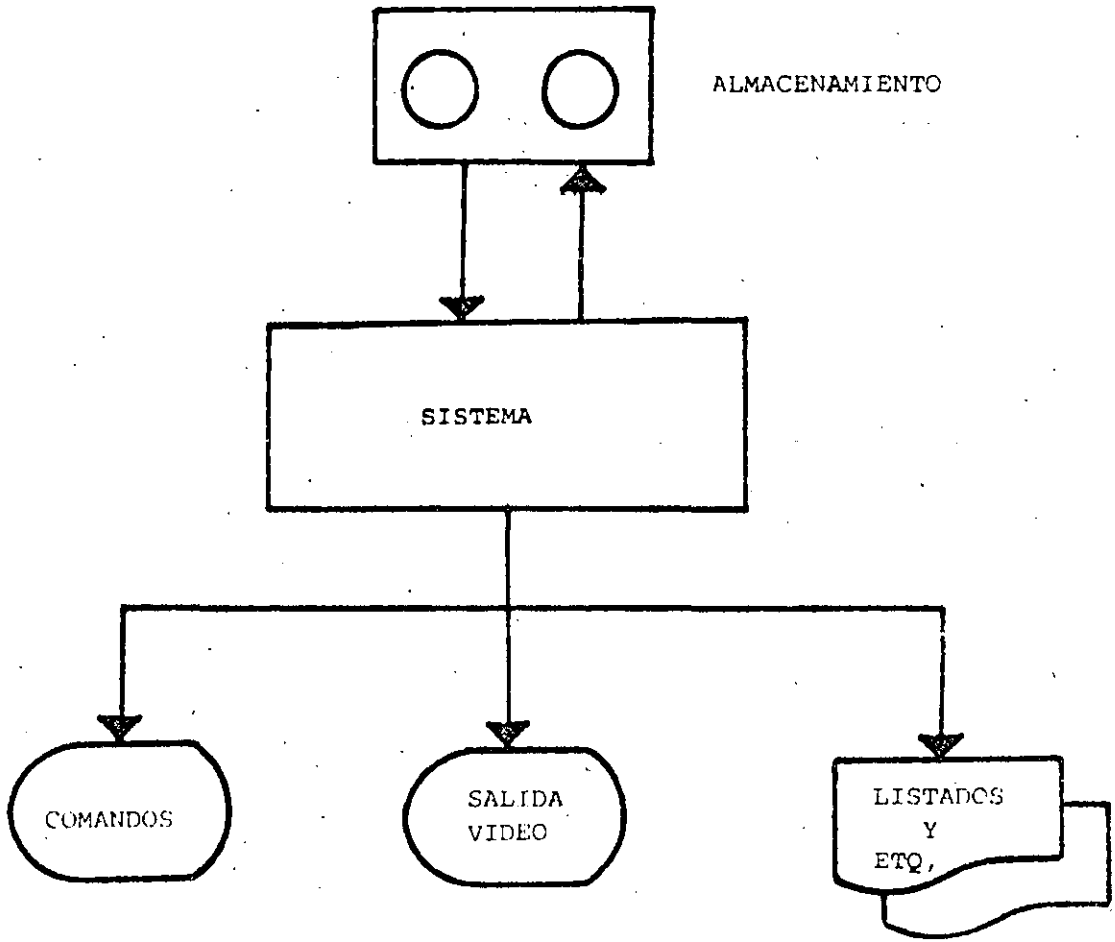 ALMACENAMIENTO
SISTEMA
COMANDOS
SALIDA
VIDEO
LISTADOS
Y
ETQ,